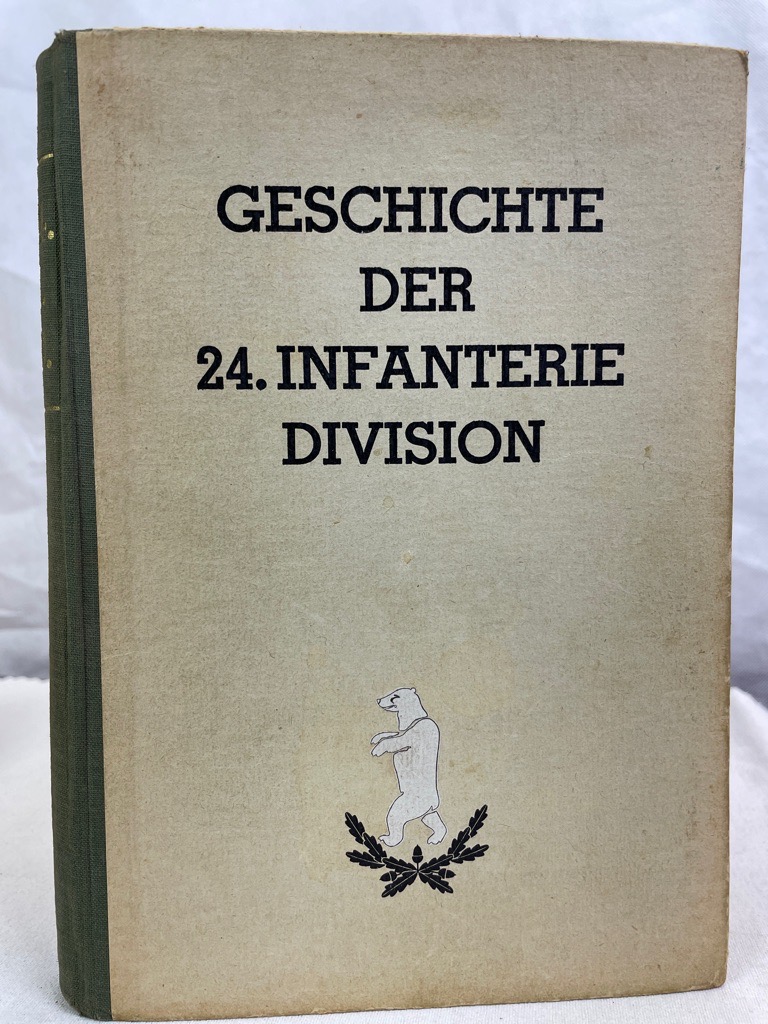 GESCHICHTE
DER
24. INFANTERIE
DIVISION